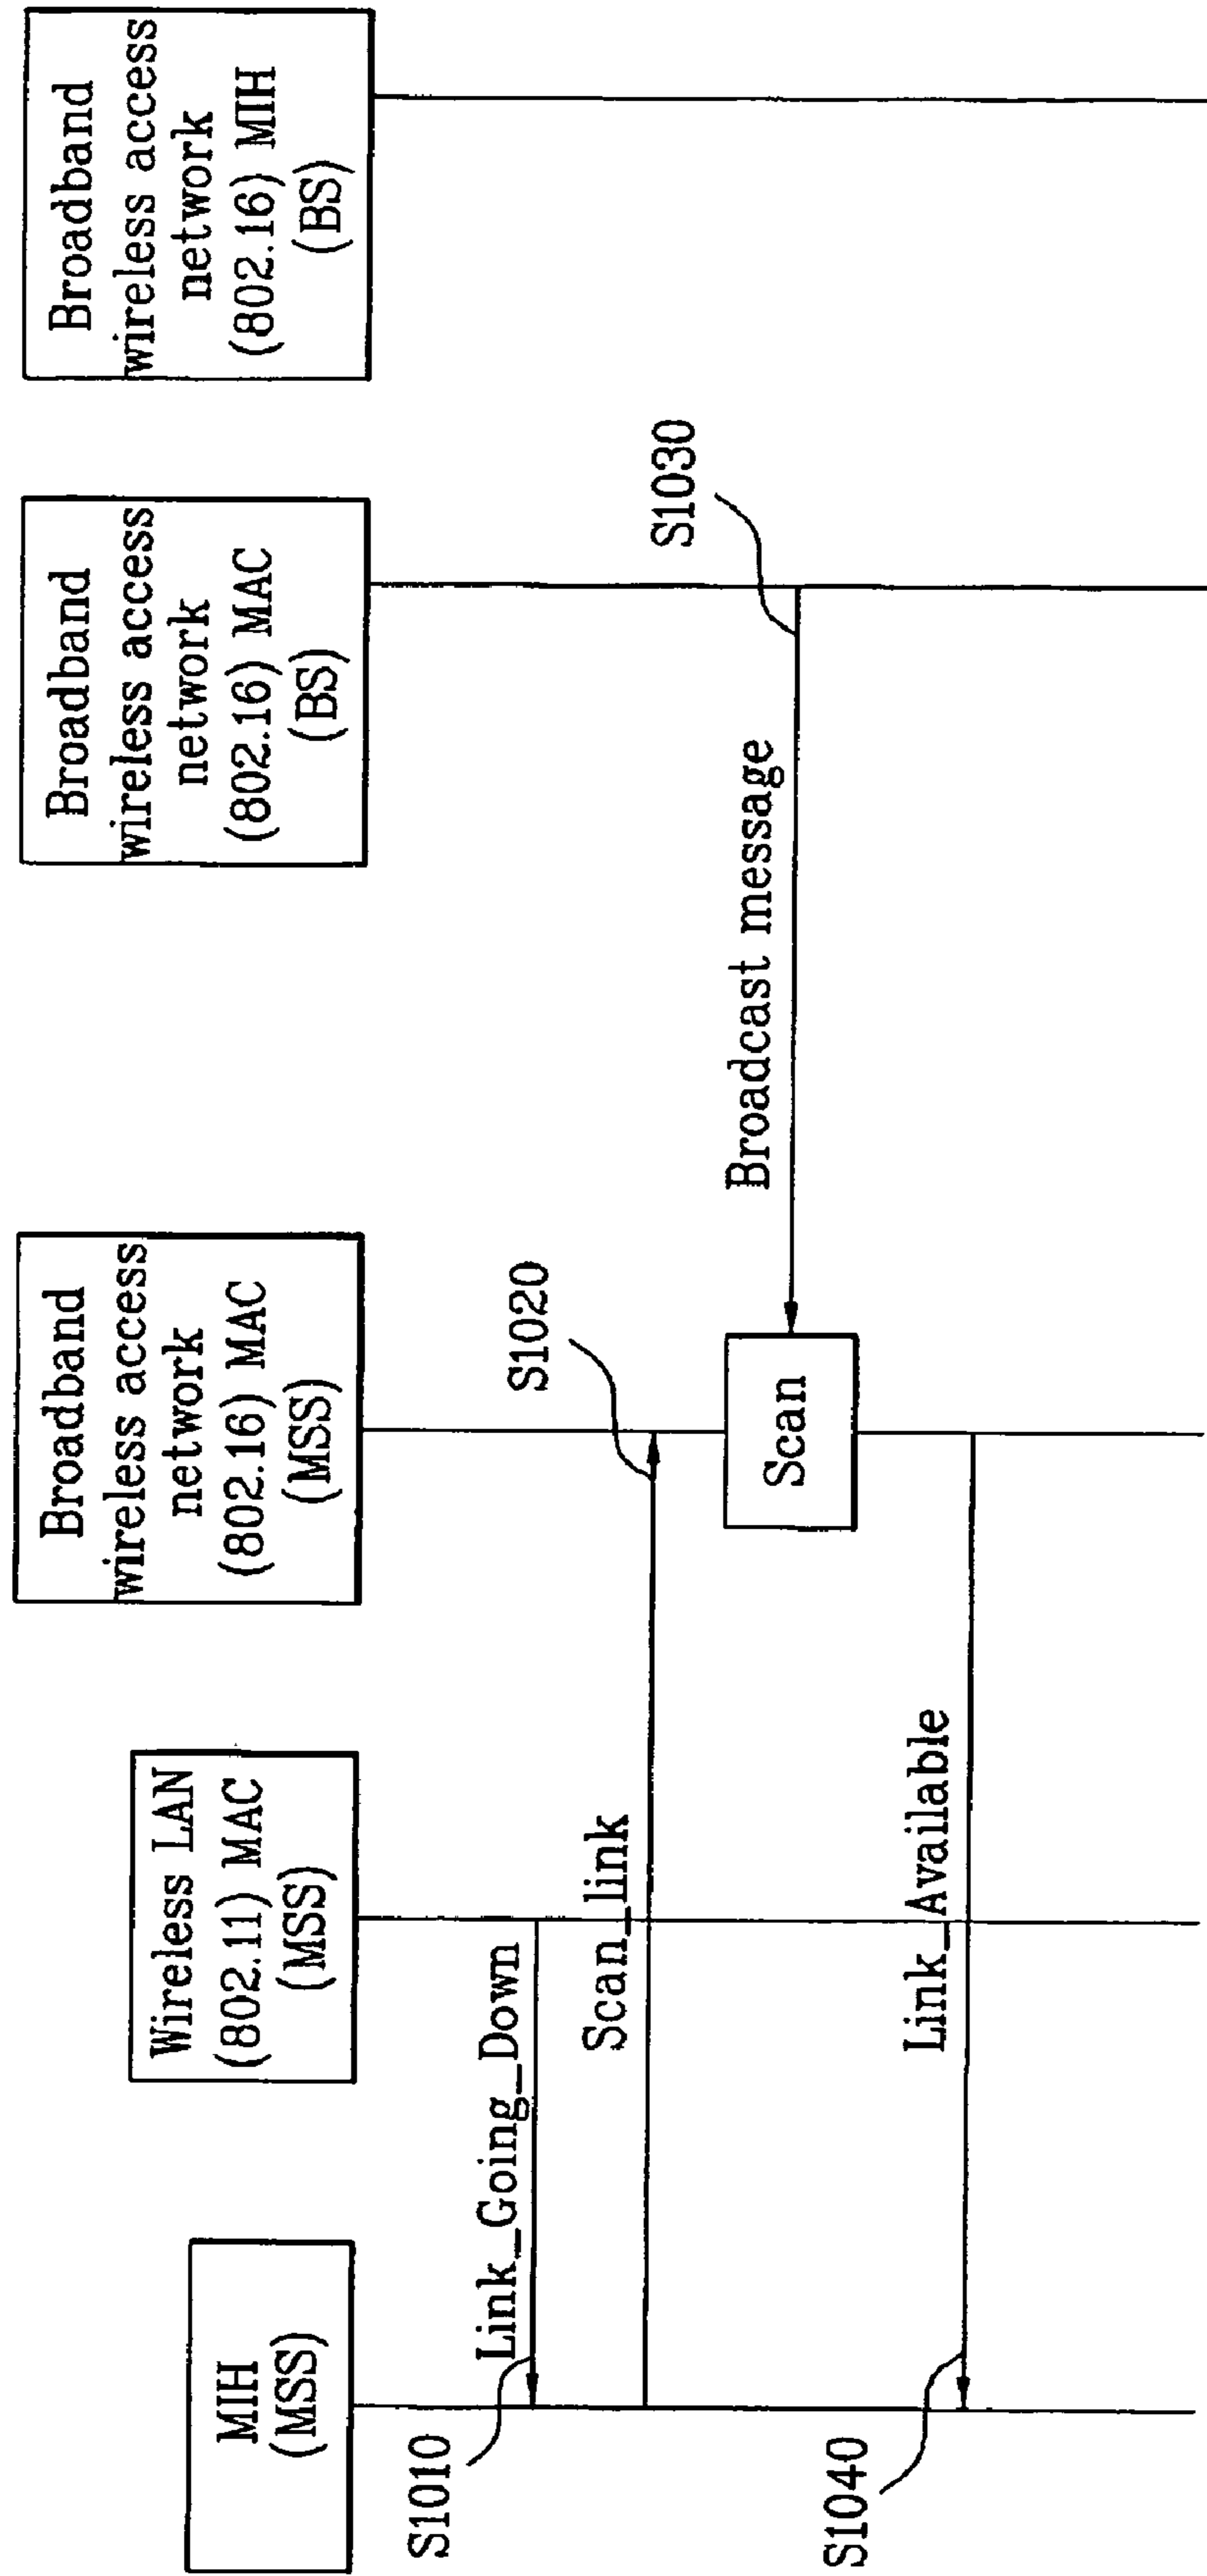 MIH
(MSS)
Wireless LAN
(802.11) MAC
(MSS)
Broadband
wireless access
network
(802.16) MAC
(MSS)
Broadband
wireless access
network
(802.16) MAC
(BS)
Broadband
wireless access
network
(802.16) MIH
(BS)
S1010
Link_Going_Down
Scan_link
S1020
S1030
Broadcast message
Scan
S1040
Link_Available